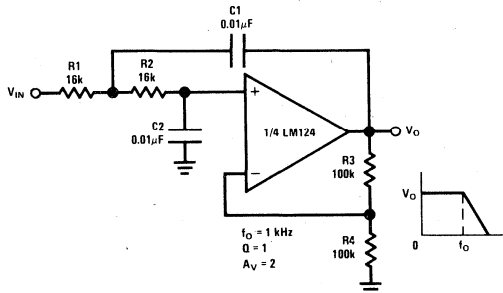 C1
0.01μF
R1
16k
R2
16k
VIN
+
1/4 LM124
VO
C2
0.01μF
−
R3
100k
fO = 1 kHz
Q = 1
AV = 2
R4
100k
VO
0
fO